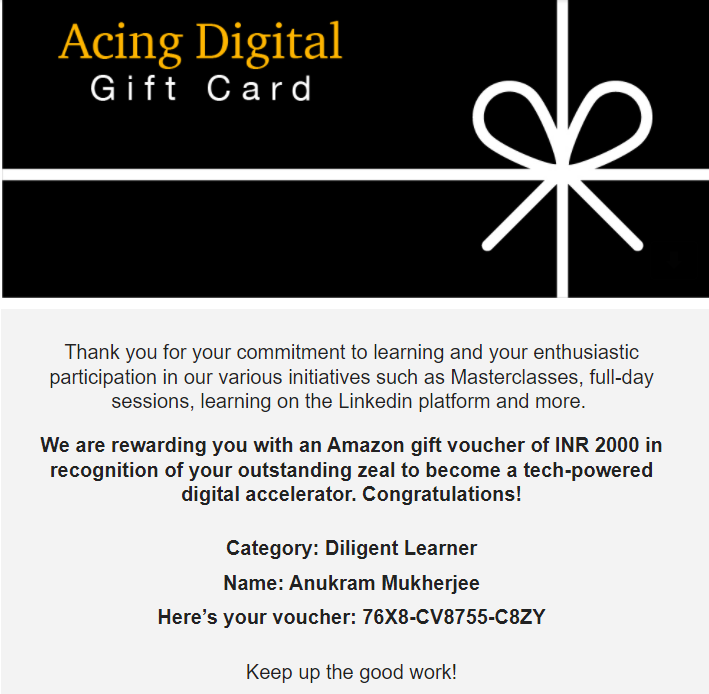 Acing Digital
Gift Card
Thank you for your commitment to learning and your enthusiastic
participation in our various initiatives such as Masterclasses, full-day
sessions, learning on the Linkedin platform and more.
We are rewarding you with an Amazon gift voucher of INR 2000 in
recognition of your outstanding zeal to become a tech-powered
digital accelerator. Congratulations!
Category: Diligent Learner
Name: Anukram Mukherjee
Here’s your voucher: 76X8-CV8755-C8ZY
Keep up the good work!